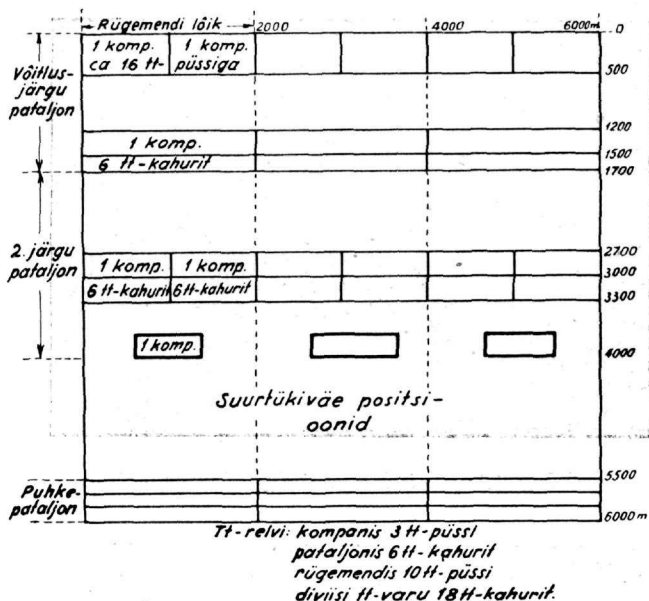 Rügemendi lõik 2000 4000 6000m 0
1 komp. 1 komp.
ca 16 tt- püssiga
500
Võitlus-
järgu
pataljon
1200
1 komp.
1500
6 tt-kahurit
1700
2. järgu
pataljon
2700
1 komp. 1 komp.
3000
6 tt-kahurit 6 tt-kahurit
3300
1 komp.
4000
Suurtükiväe positsi-
oonid
5500
Puhke-
pataljon
6000 m
Tt-relvi: kompanis 3 tt-püssi
pataljonis 6 tt-kahurit
rügemendis 10 tt-püssi
diviisi tt-varu 18 tt-kahurit.